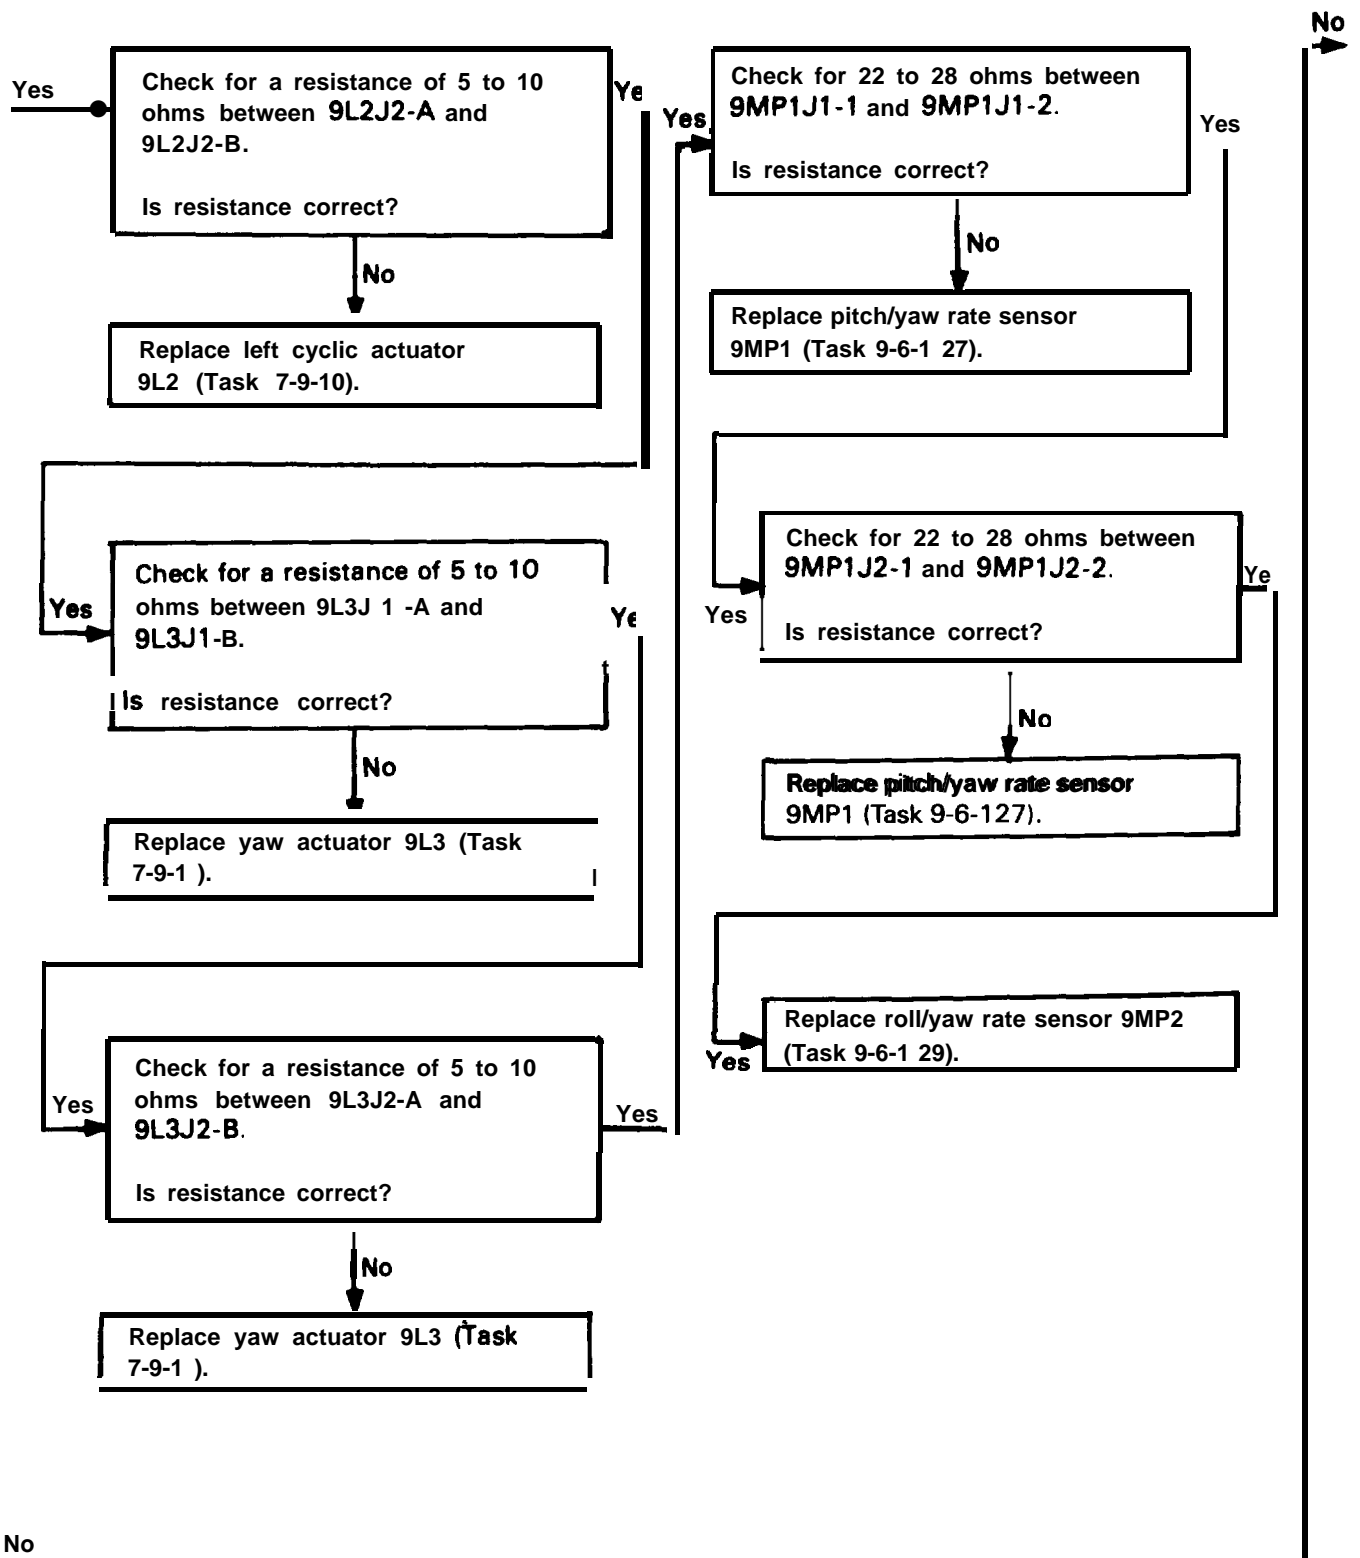 Yes
Check for a resistance of 5 to 10
ohms between 9L2J2-A and
9L2J2-B.
Is resistance correct?
Ye
No
Replace left cyclic actuator
9L2 (Task 7-9-10).
Yes
Check for a resistance of 5 to 10
ohms between 9L3J 1 -A and
9L3J1-B.
Is resistance correct?
Ye
No
Replace yaw actuator 9L3 (Task
7-9-1 ).
Yes
Check for a resistance of 5 to 10
ohms between 9L3J2-A and
9L3J2-B.
Is resistance correct?
Yes
No
Replace yaw actuator 9L3 (Task
7-9-1 ).
Yes
Check for 22 to 28 ohms between
9MP1J1-1 and 9MP1J1-2.
Is resistance correct?
Yes
No
Replace pitch/yaw rate sensor
9MP1 (Task 9-6-1 27).
Yes
Check for 22 to 28 ohms between
9MP1J2-1 and 9MP1J2-2.
Is resistance correct?
Ye
No
Replace pitch/yaw rate sensor
9MP1 (Task 9-6-127).
Yes
Replace roll/yaw rate sensor 9MP2
(Task 9-6-1 29).
No
No